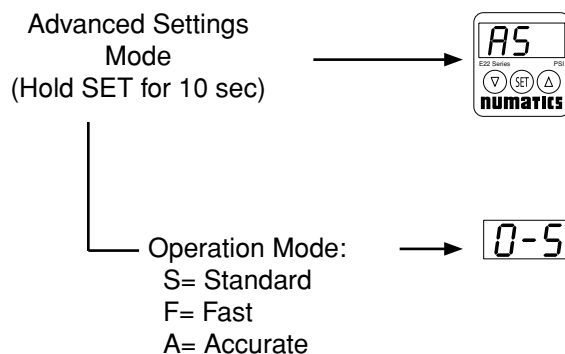 Advanced Settings
Mode
(Hold SET for 10 sec)
AS
E22 Series PSI
SET
numatics
Operation Mode:
O-S
S= Standard
F= Fast
A= Accurate